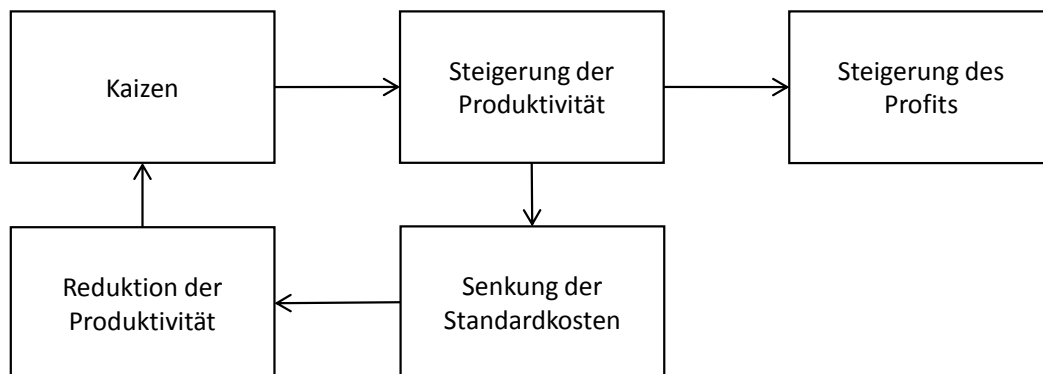 Kaizen
Steigerung der
Produktivität
Steigerung des
Profits
Reduktion der
Produktivität
Senkung der
Standardkosten